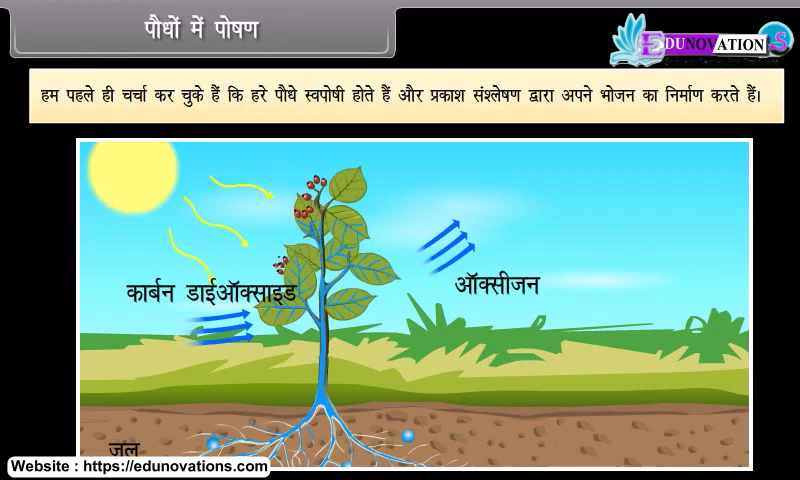 पौधों में पोषण
EDUNOVATION S
हम पहले ही चर्चा कर चुके हैं कि हरे पौधे स्वपोषी होते हैं और प्रकाश संश्लेषण द्वारा अपने भोजन का निर्माण करते हैं।
कार्बन डाईऑक्साइड
ऑक्सीजन
जल
Website : https://edunovations.com